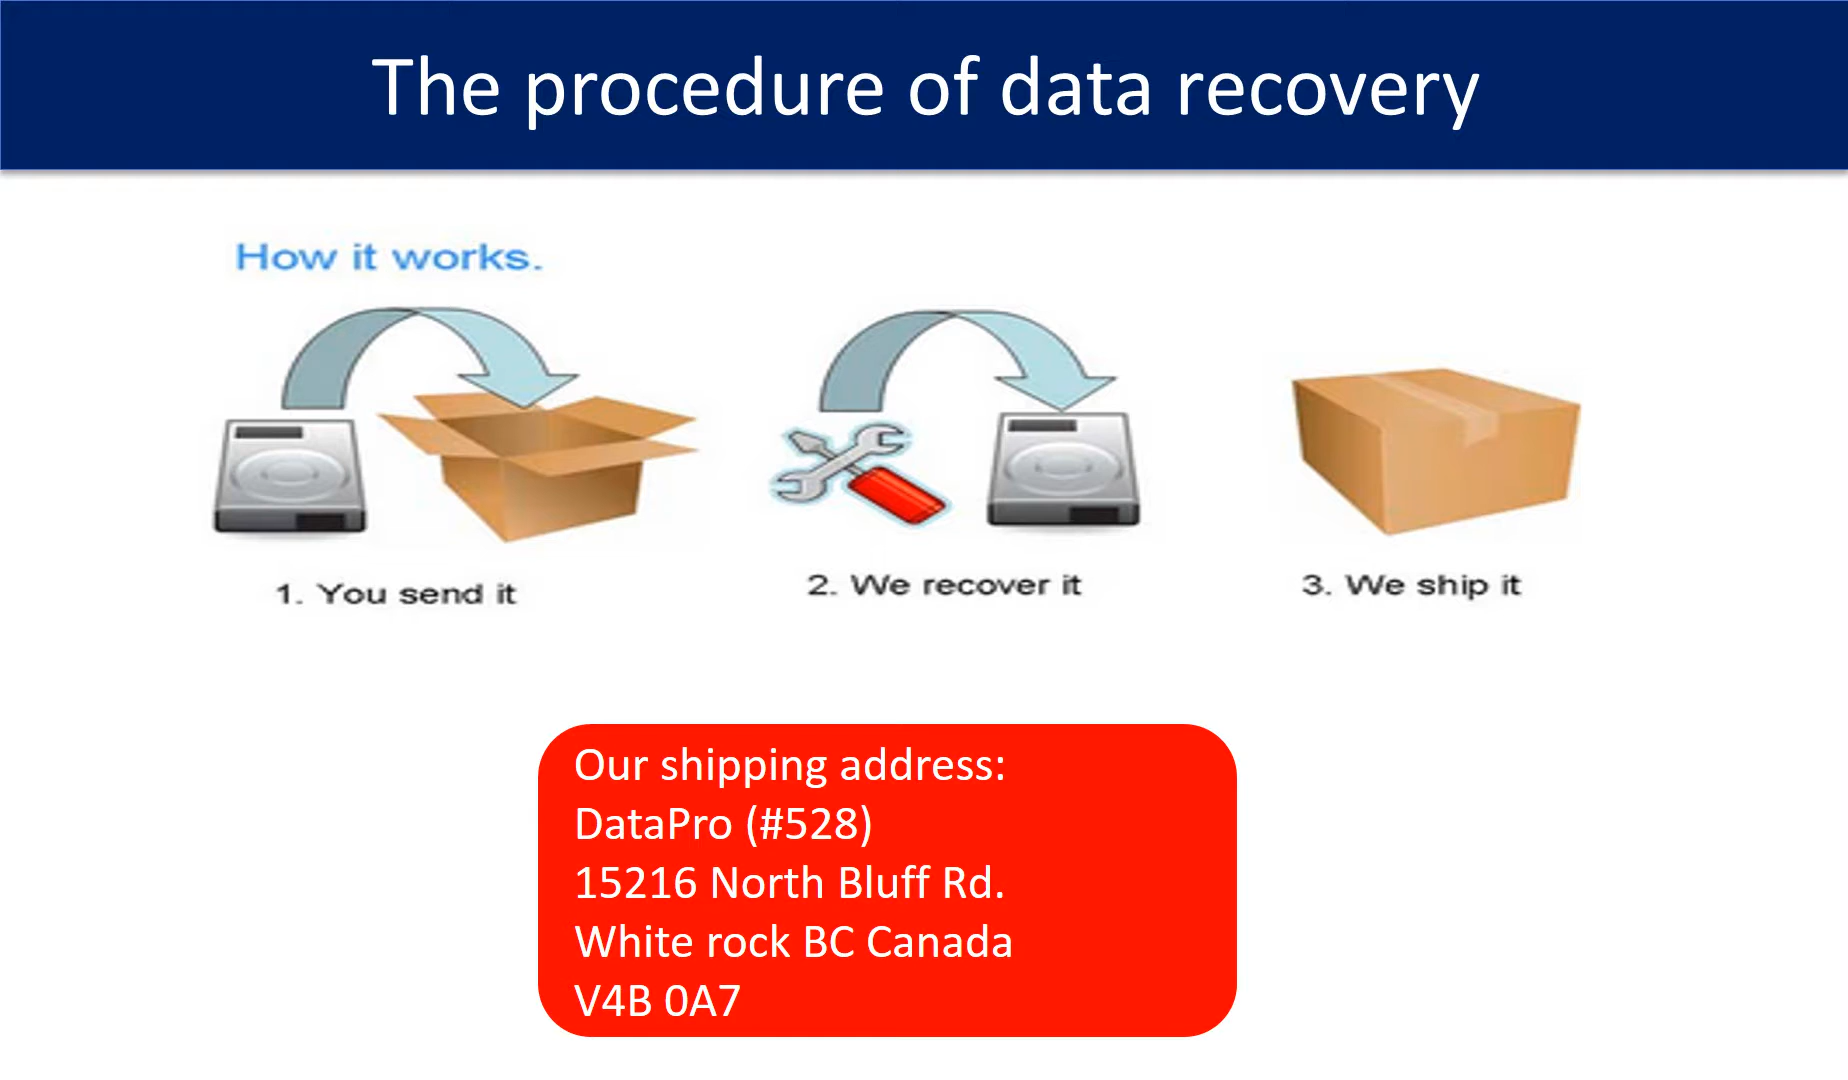 The procedure of data recovery
How it works.
1. You send it
2. We recover it
3. We ship it
Our shipping address:
DataPro (#528)
15216 North Bluff Rd.
White rock BC Canada
V4B 0A7